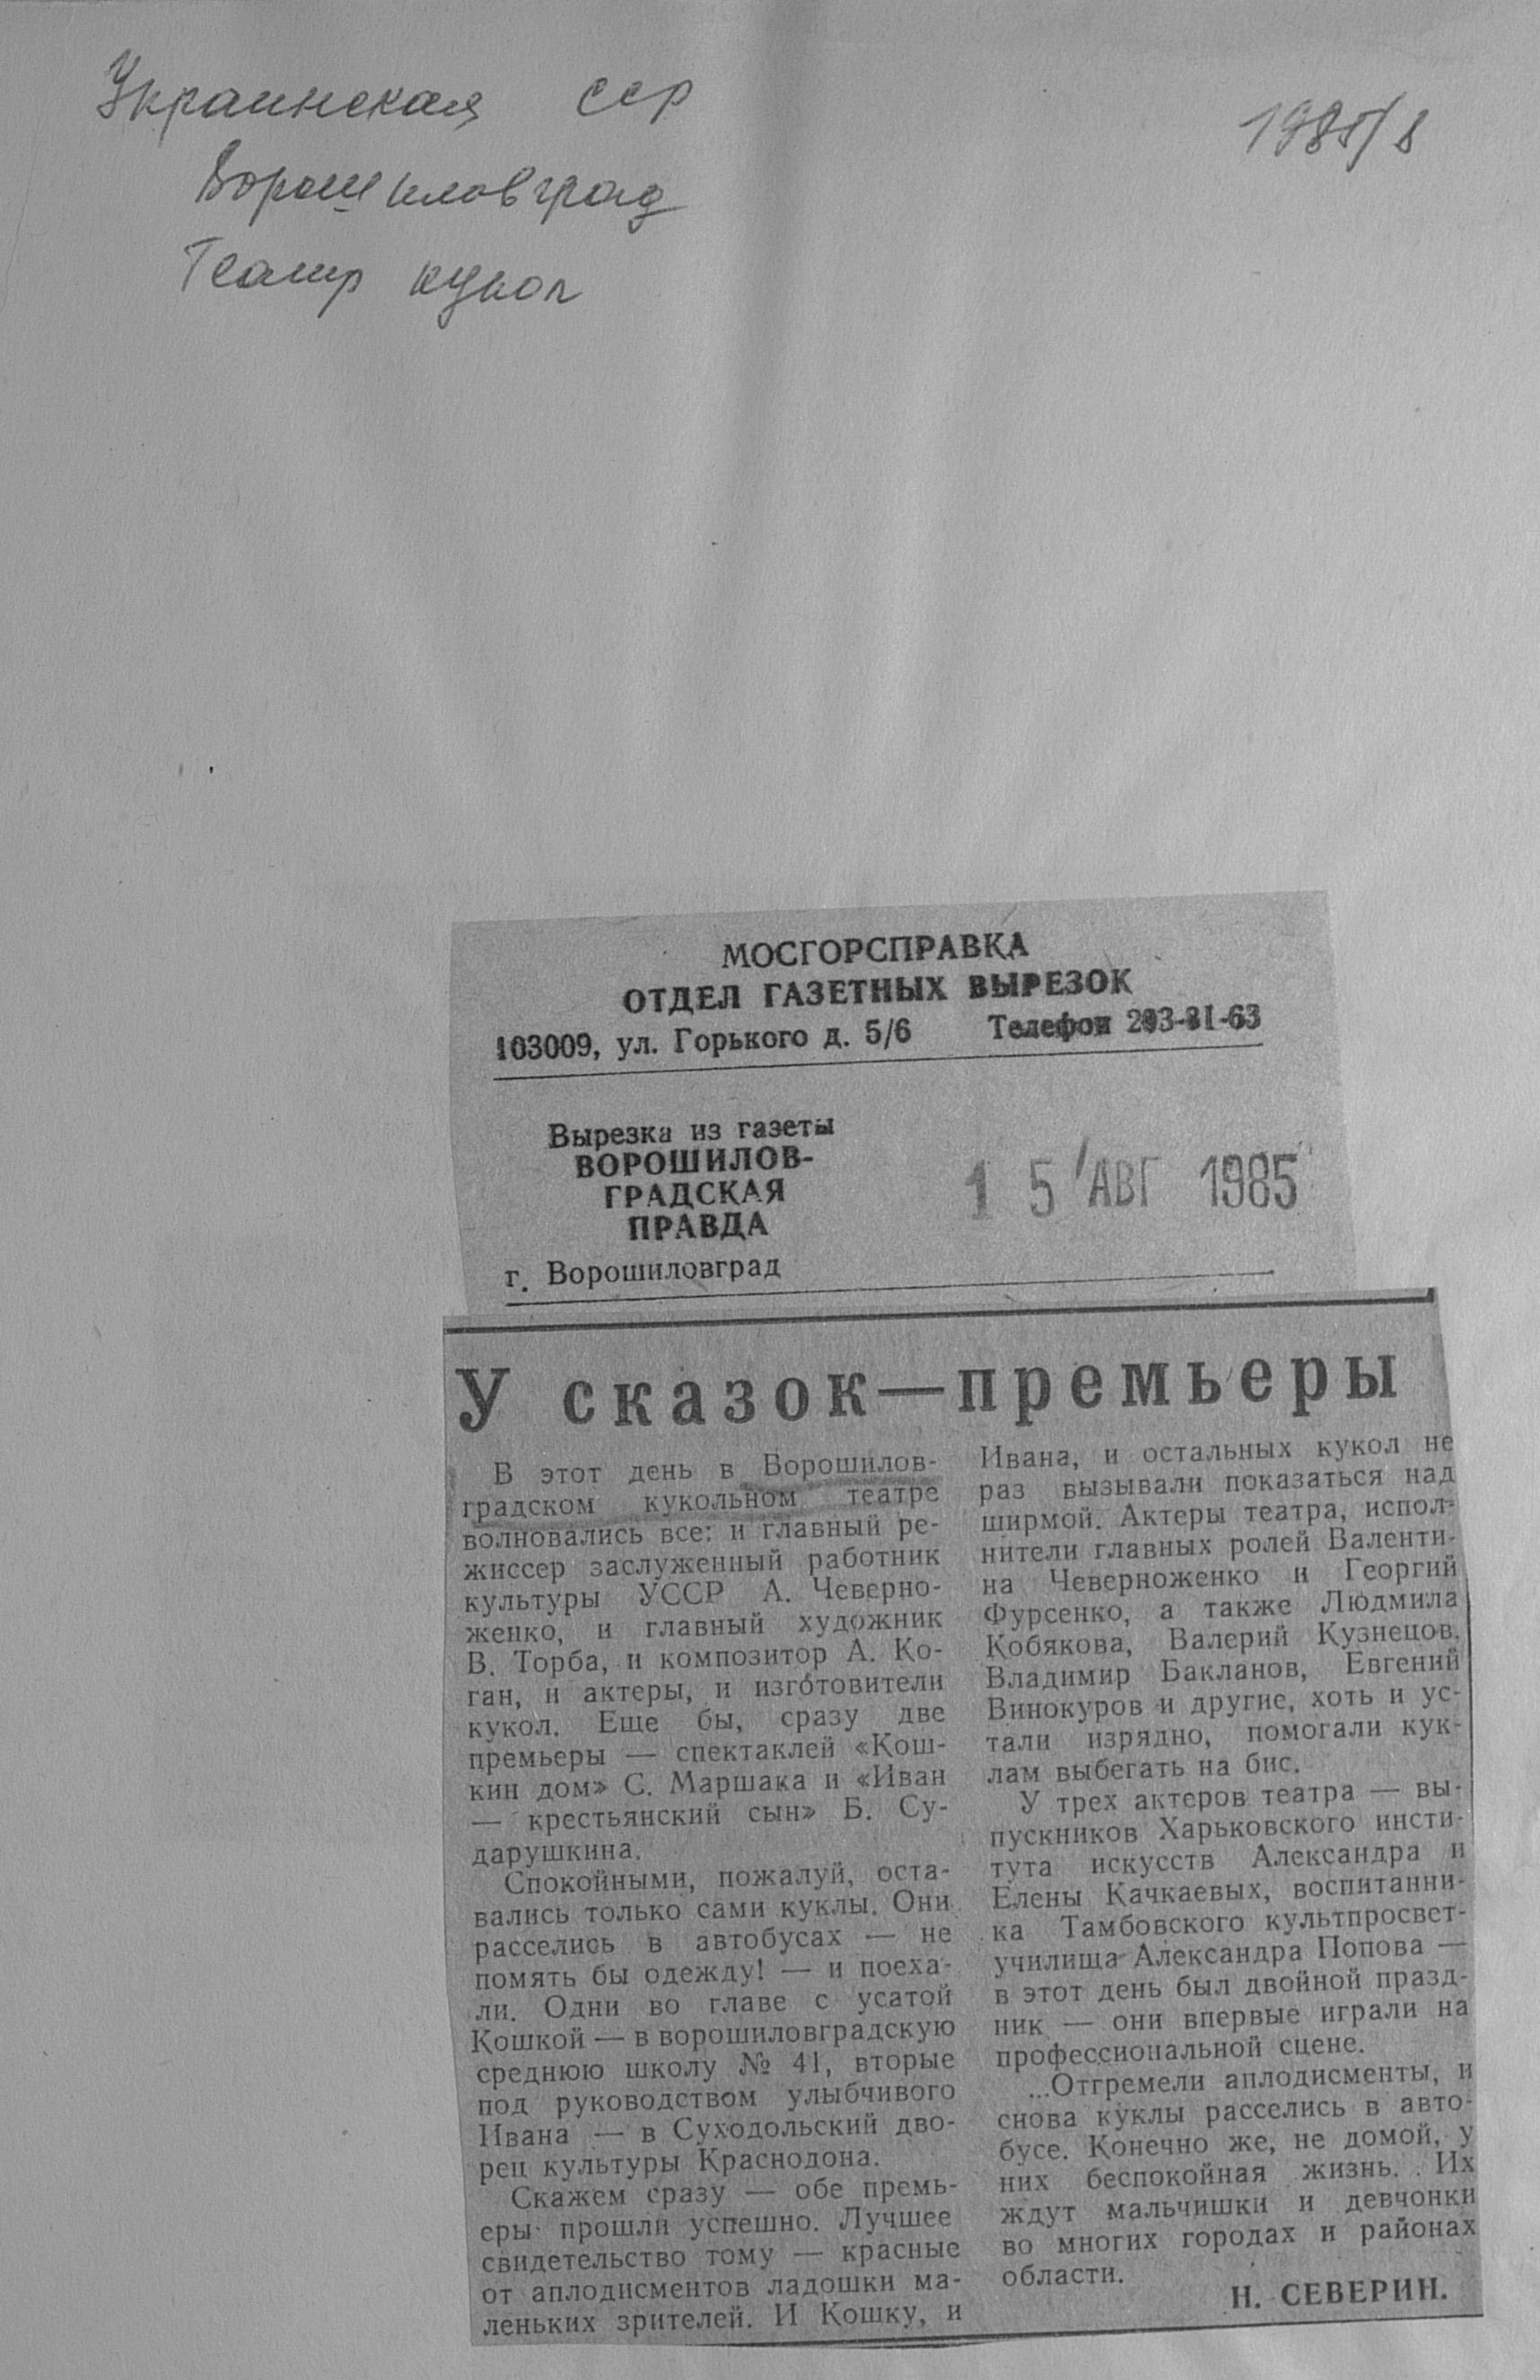 Украинская ССР
1985/8
Ворошиловград
Театр кукол
МОСГОРСПРАВКА
ОТДЕЛ ГАЗЕТНЫХ ВЫРЕЗОК
103009, ул. Горького д. 5/6 Телефон 203-81-63
Вырезка из газеты
ВОРОШИЛОВ-
ГРАДСКАЯ
ПРАВДА
г. Ворошиловград
15 АВГ 1985
У сказок—премьеры
В этот день в Ворошилов-
градском кукольном театре
волновались все: и главный ре-
жиссер заслуженный работник
культуры УССР А. Чеверно-
женко, и главный художник
В. Торба, и композитор А. Ко-
ган, и актеры, и изготовители
кукол. Еще бы, сразу две
премьеры — спектаклей «Кош-
кин дом» С. Маршака и «Иван
— крестьянский сын» Б. Су-
дарушкина.
Спокойными, пожалуй, оста-
вались только сами куклы. Они
расселись в автобусах — не
помять бы одежду! — и поеха-
ли. Одни во главе с усатой
Кошкой — в ворошиловградскую
среднюю школу № 41, вторые
под руководством улыбчивого
Ивана — в Суходольский дво-
рец культуры Краснодона.
Скажем сразу — обе премь-
еры прошли успешно. Лучшее
свидетельство тому — красные
от аплодисментов ладошки ма-
леньких зрителей. И Кошку, и
Ивана, и остальных кукол не
раз вызывали показаться над
ширмой. Актеры театра, испол-
нители главных ролей Валенти-
на Чеверноженко и Георгий
Фурсенко, а также Людмила
Кобякова, Валерий Кузнецов,
Владимир Бакланов, Евгений
Винокуров и другие, хоть и ус-
тали изрядно, помогали кук-
лам выбегать на бис.
У трех актеров театра — вы-
пускников Харьковского инсти-
тута искусств Александра и
Елены Качкаевых, воспитанни-
ка Тамбовского культпросвет-
училища Александра Попова —
в этот день был двойной празд-
ник — они впервые играли на
профессиональной сцене.
...Отгремели аплодисменты, и
снова куклы расселись в авто-
бусе. Конечно же, не домой, у
них беспокойная жизнь. Их
ждут мальчишки и девчонки
во многих городах и районах
области.
Н. СЕВЕРИН.